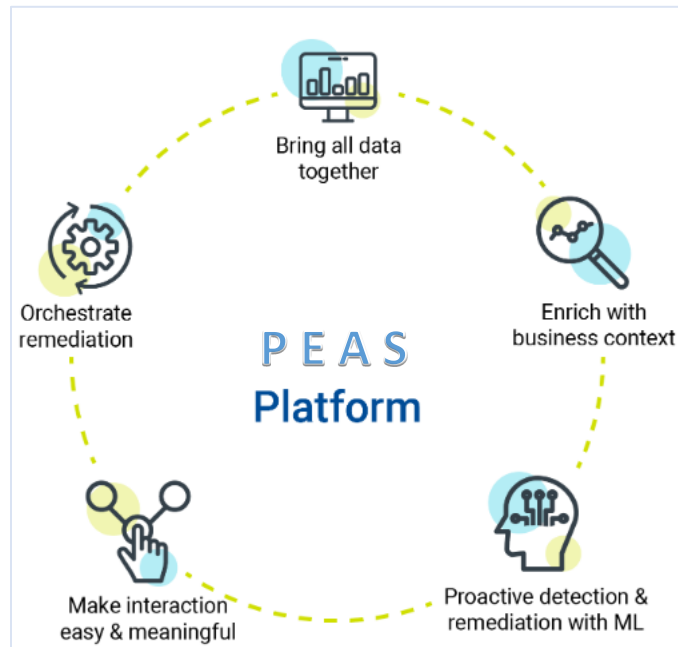 Bring all data
together
Enrich with
business context
Proactive detection &
remediation with ML
Make interaction
easy & meaningful
Orchestrate
remediation
P E A S
Platform